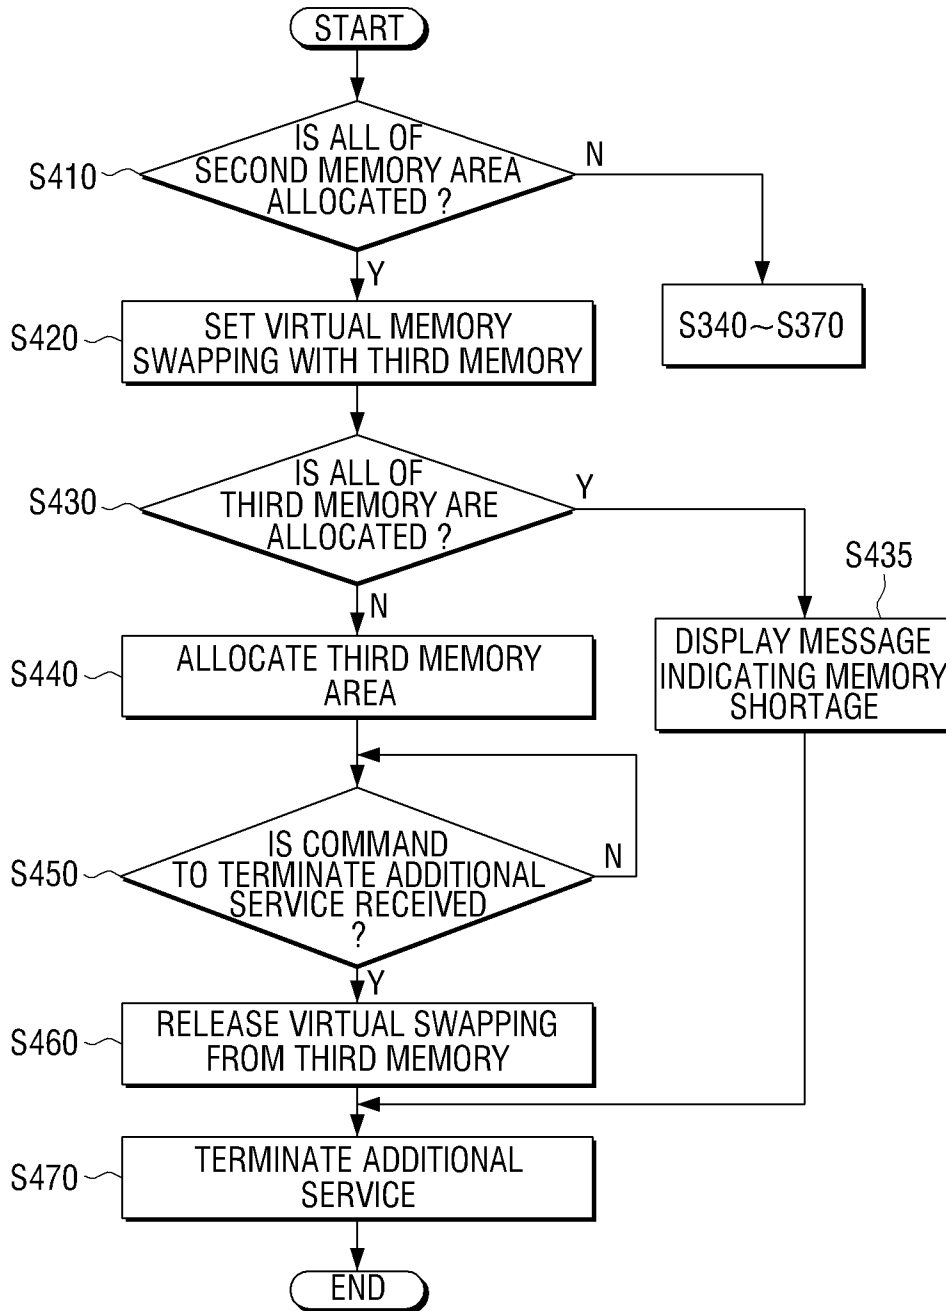 START
S410
IS ALL OF
SECOND MEMORY AREA
ALLOCATED ?
N
Y
S420
SET VIRTUAL MEMORY
SWAPPING WITH THIRD MEMORY
S340~S370
S430
IS ALL OF
THIRD MEMORY ARE
ALLOCATED ?
Y
N
S435
DISPLAY MESSAGE
INDICATING MEMORY
SHORTAGE
S440
ALLOCATE THIRD MEMORY
AREA
S450
IS COMMAND
TO TERMINATE ADDITIONAL
SERVICE RECEIVED
?
N
Y
S460
RELEASE VIRTUAL SWAPPING
FROM THIRD MEMORY
S470
TERMINATE ADDITIONAL
SERVICE
END